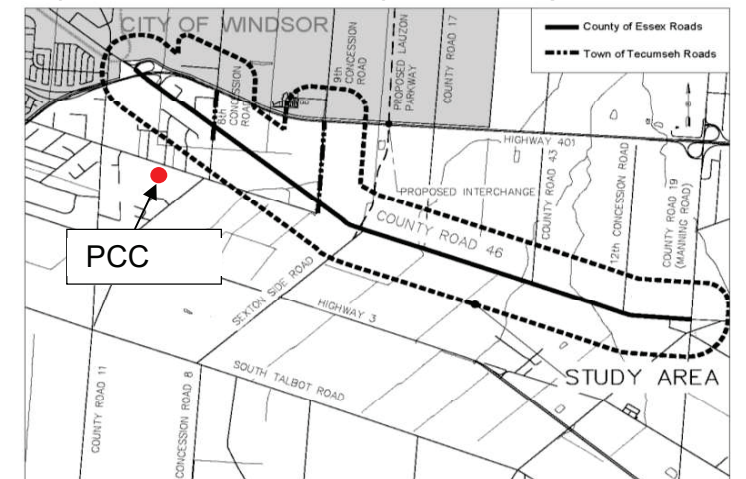 CITY OF WINDSOR
County of Essex Roads
Town of Tecumseh Roads
8th CONCESSION ROAD
9th CONCESSION ROAD
PROPOSED LAUZON PARKWAY
COUNTY ROAD 17
HIGHWAY 401
PROPOSED INTERCHANGE
COUNTY ROAD 43
12th CONCESSION ROAD
COUNTY ROAD 19
(MANNING ROAD)
PCC
COUNTY ROAD 46
SEXTON SIDE ROAD
HIGHWAY 3
STUDY AREA
SOUTH TALBOT ROAD
COUNTY ROAD 11
CONCESSION ROAD 8